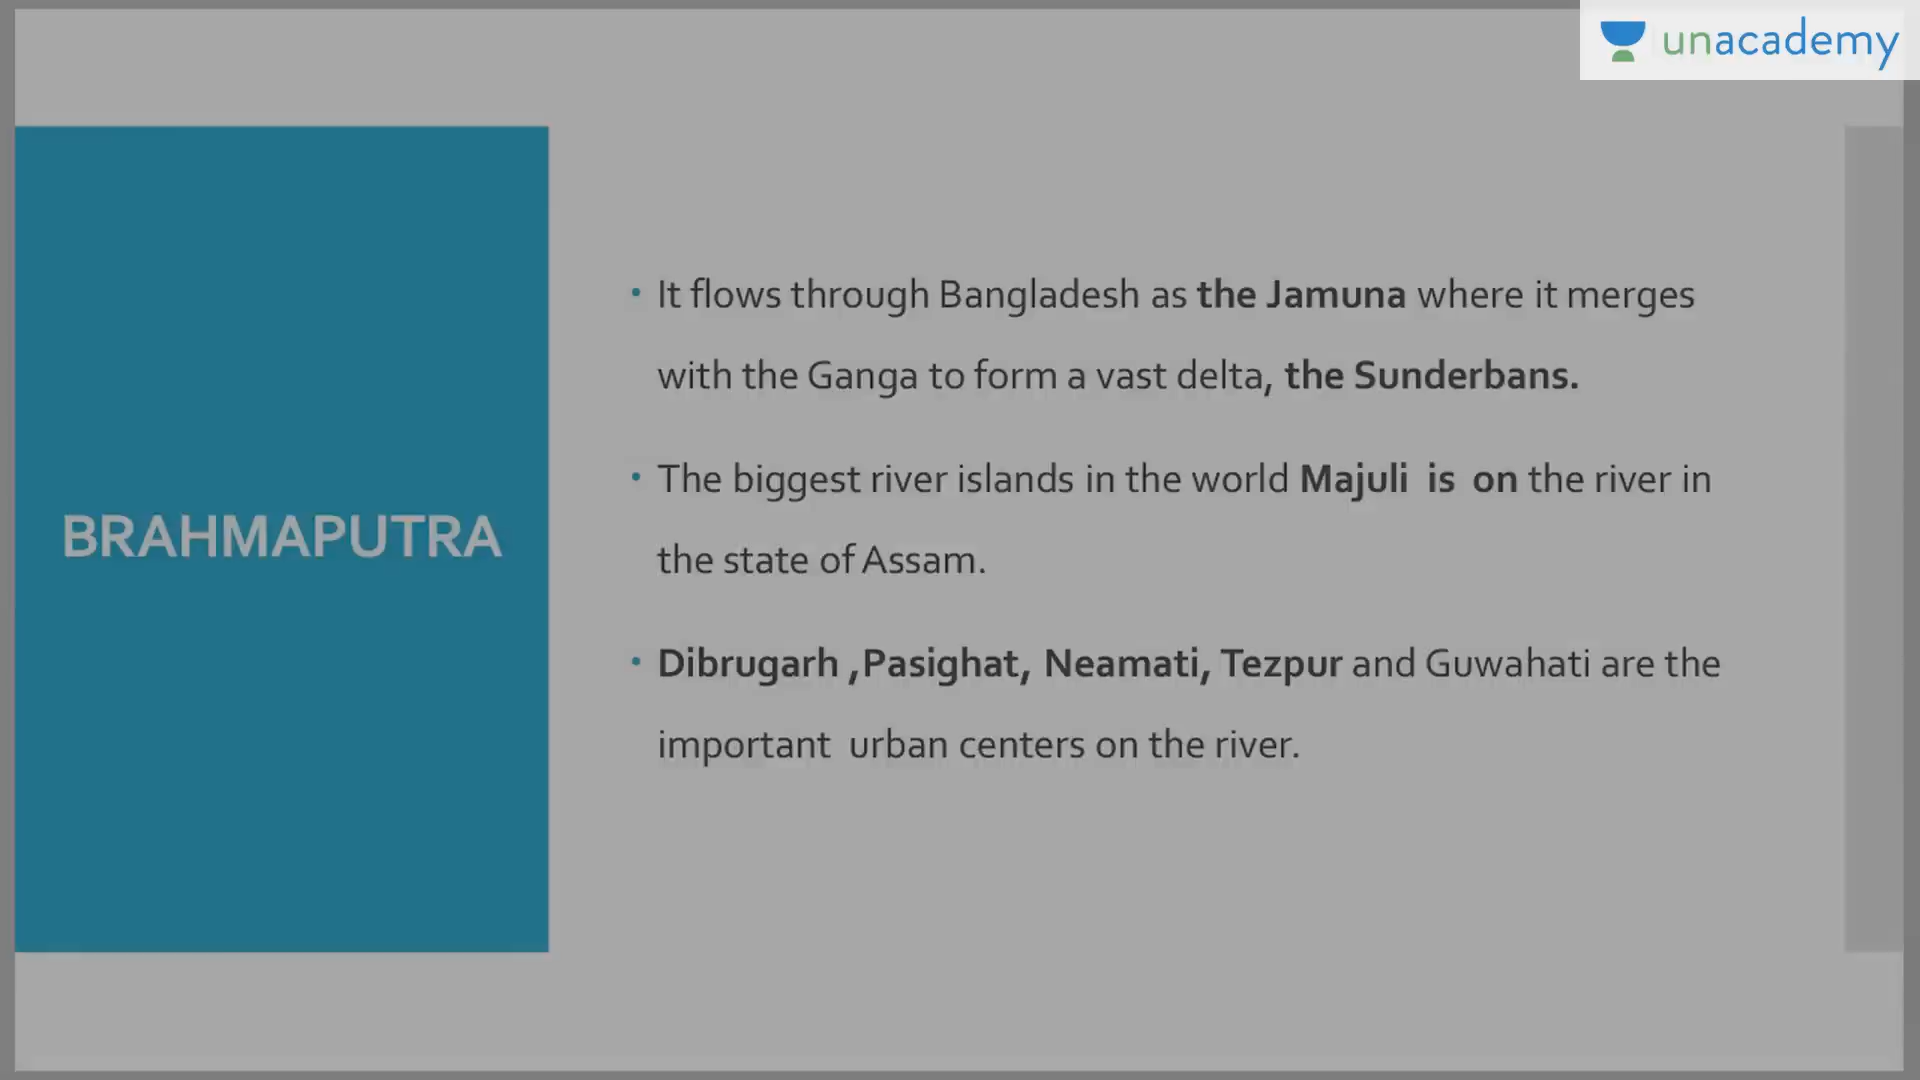 unacademy
BRAHMAPUTRA
• It flows through Bangladesh as the Jamuna where it merges
with the Ganga to form a vast delta, the Sunderbans.
• The biggest river islands in the world Majuli is on the river in
the state of Assam.
• Dibrugarh ,Pasighat, Neamati, Tezpur and Guwahati are the
important urban centers on the river.